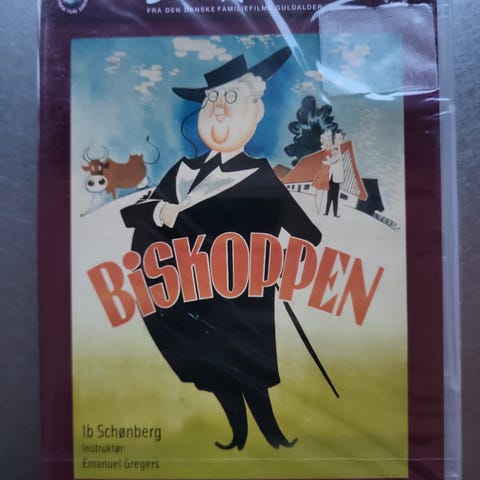 FRA DEN DANSKE FAMILIEFILMS GULDALDER
BiSKOPPEN
Ib Schønberg
Instruktør:
Emanuel Gregers